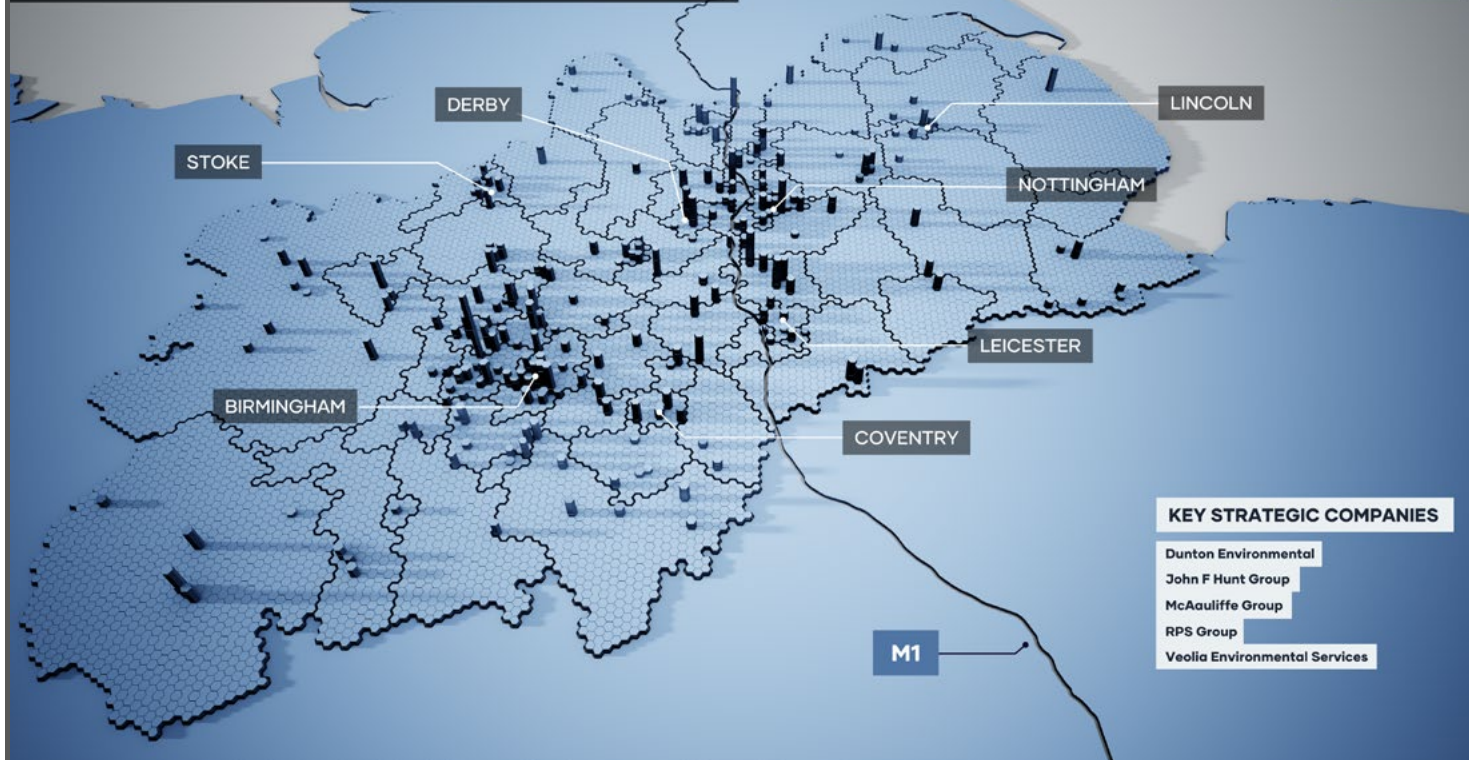 DERBY
LINCOLN
STOKE
NOTTINGHAM
LEICESTER
BIRMINGHAM
COVENTRY
KEY STRATEGIC COMPANIES
Dunton Environmental
John F Hunt Group
McAauliffe Group
RPS Group
M1
Veolia Environmental Services